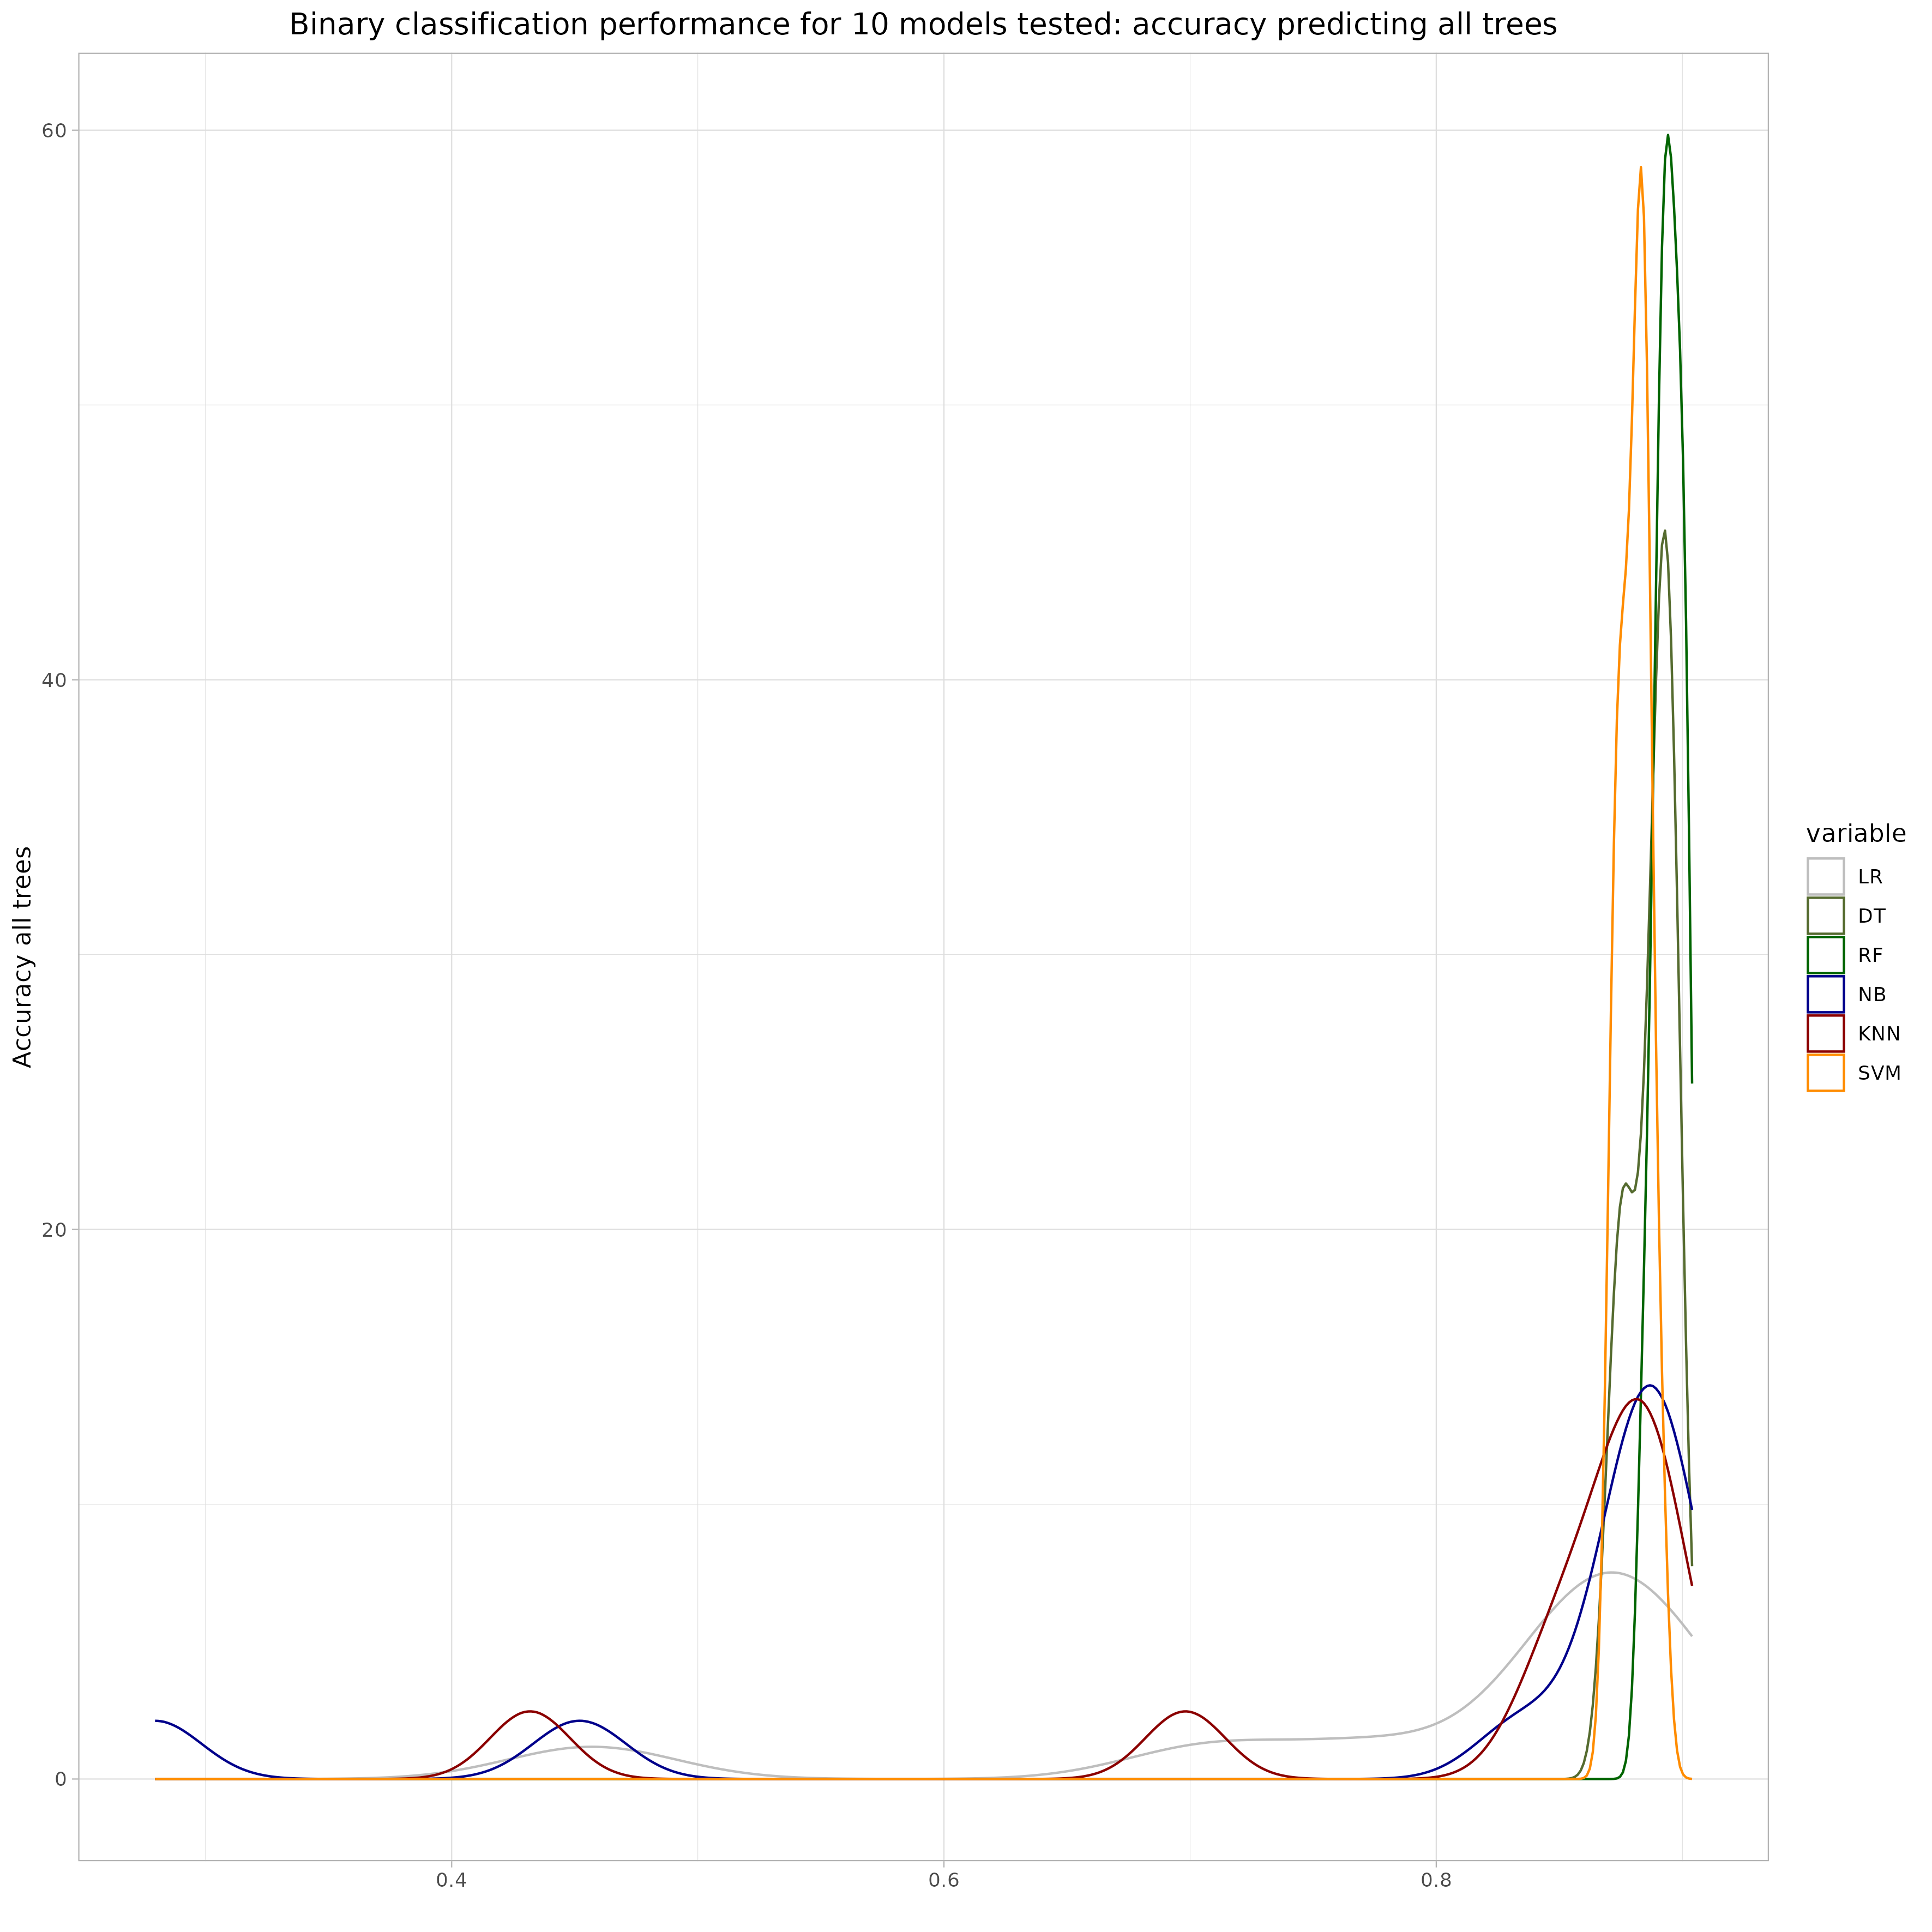 Binary classification performance for 10 models tested: accuracy predicting all trees
60
40
20
0
Accuracy all trees
0.4
0.6
0.8
variable
LR
DT
RF
NB
KNN
SVM